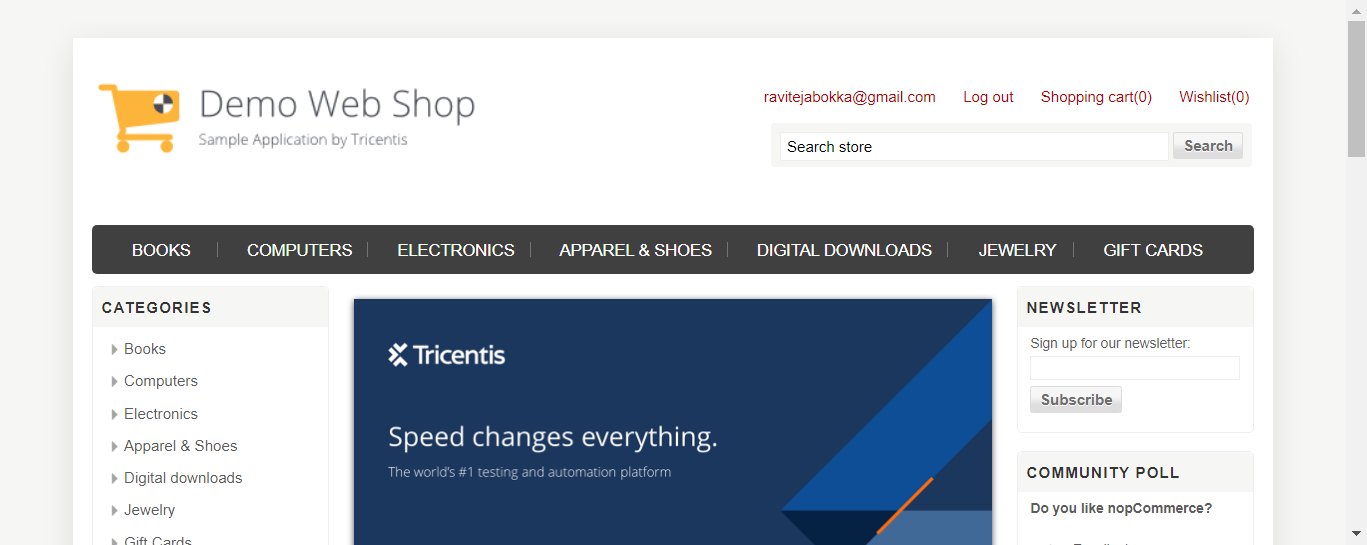 Demo Web Shop
Sample Application by Tricentis
ravitejabokka@gmail.com Log out Shopping cart(0) Wishlist(0)
Search store Search
BOOKS COMPUTERS ELECTRONICS APPAREL & SHOES DIGITAL DOWNLOADS JEWELRY GIFT CARDS
CATEGORIES
Books
Computers
Electronics
Apparel & Shoes
Digital downloads
Jewelry
Gift Cards
Tricentis
Speed changes everything.
The world's #1 testing and automation platform
NEWSLETTER
Sign up for our newsletter:
Subscribe
COMMUNITY POLL
Do you like nopCommerce?